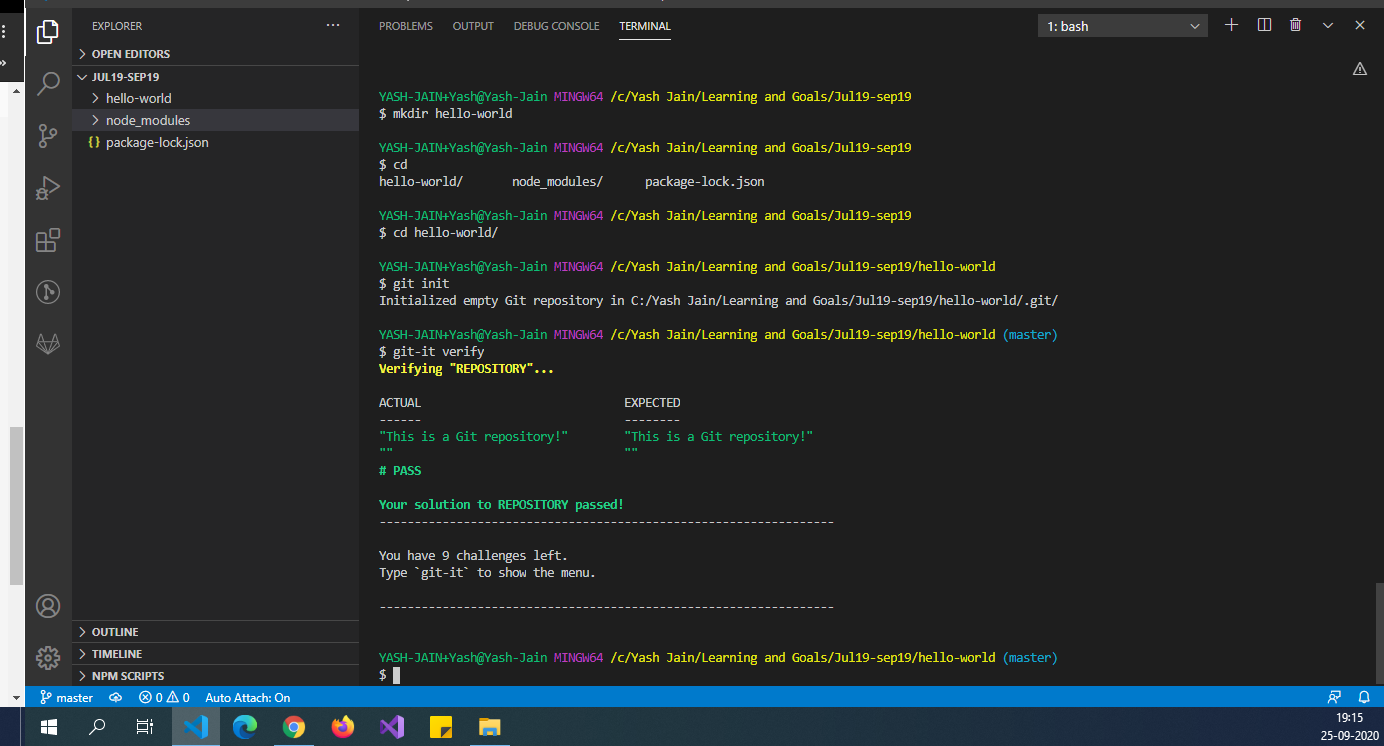 EXPLORER
OPEN EDITORS
JUL19-SEP19
hello-world
node_modules
{} package-lock.json
OUTLINE
TIMELINE
NPM SCRIPTS
PROBLEMS OUTPUT DEBUG CONSOLE TERMINAL
1: bash
YASH-JAIN+Yash@Yash-Jain MINGW64 /c/Yash Jain/Learning and Goals/Jul19-sep19
$ mkdir hello-world
YASH-JAIN+Yash@Yash-Jain MINGW64 /c/Yash Jain/Learning and Goals/Jul19-sep19
$ cd
hello-world/ node_modules/ package-lock.json
YASH-JAIN+Yash@Yash-Jain MINGW64 /c/Yash Jain/Learning and Goals/Jul19-sep19
$ cd hello-world/
YASH-JAIN+Yash@Yash-Jain MINGW64 /c/Yash Jain/Learning and Goals/Jul19-sep19/hello-world
$ git init
Initialized empty Git repository in C:/Yash Jain/Learning and Goals/Jul19-sep19/hello-world/.git/
YASH-JAIN+Yash@Yash-Jain MINGW64 /c/Yash Jain/Learning and Goals/Jul19-sep19/hello-world (master)
$ git-it verify
Verifying "REPOSITORY"...
ACTUAL EXPECTED
------ --------
"This is a Git repository!" "This is a Git repository!"
"" ""
# PASS
Your solution to REPOSITORY passed!
-----------------------------------------------------------------
You have 9 challenges left.
Type `git-it` to show the menu.
-----------------------------------------------------------------
YASH-JAIN+Yash@Yash-Jain MINGW64 /c/Yash Jain/Learning and Goals/Jul19-sep19/hello-world (master)
$
master 0 0 Auto Attach: On
19:15
25-09-2020